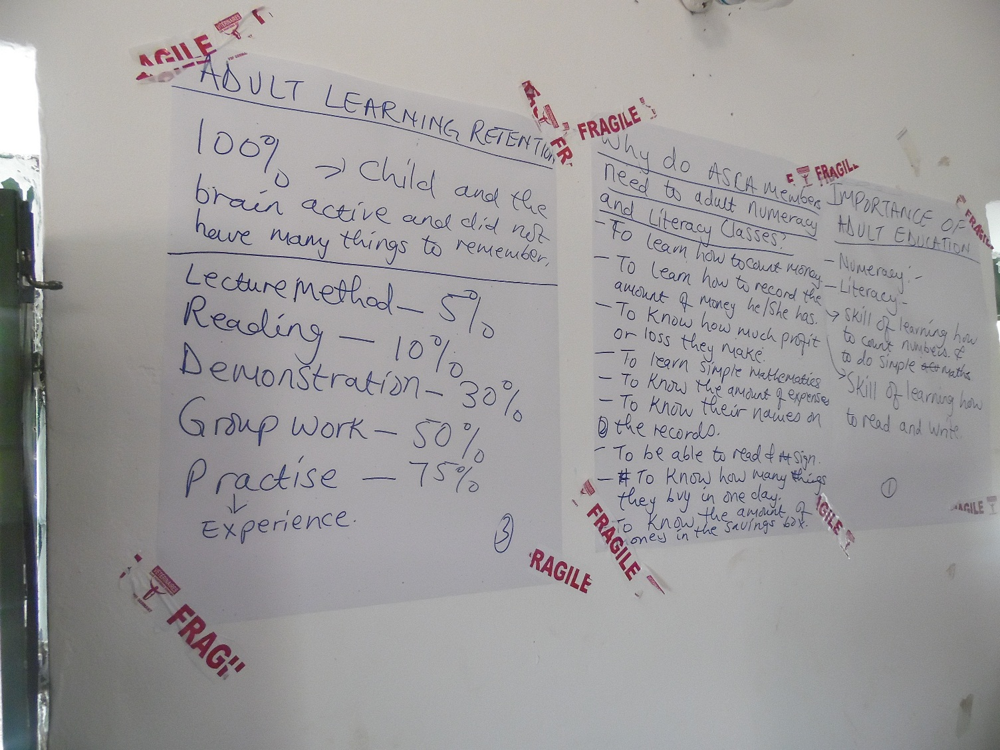 ADULT LEARNING RETENTION
100% → Child and the
brain active and did not
have many things to remember.
Lecture Method – 5%
Reading – 10%
Demonstration – 30%
Group work – 50%
Practise – 75%
↓
Experience.
3
Why do ASCA members
need to adult numeracy
and Literacy Classes?
- To learn how to count money
- To learn how to record the
amount of money he/she has.
- To Know how much profit
or loss they make.
- To learn simple mathematics
- To Know the amount of expenses
- To Know their names on
the records.
- To be able to read & sign.
- To Know how many things
they buy in one day.
To Know the amount of
oney in the savings box.
2
IMPORTANCE OF
ADULT EDUCATION
- Numeracy:-
- Literacy-
→ Skill of learning how
to count numbers &
to do simple maths
→ Skill of learning how
to read and write.
1
AGILE
VÉTÉRINAIRES
FR
FRAGILE
FRAGIL
FRAGILE
RAGILE
FRAGILE
AGILE
AGILE
FRAGI